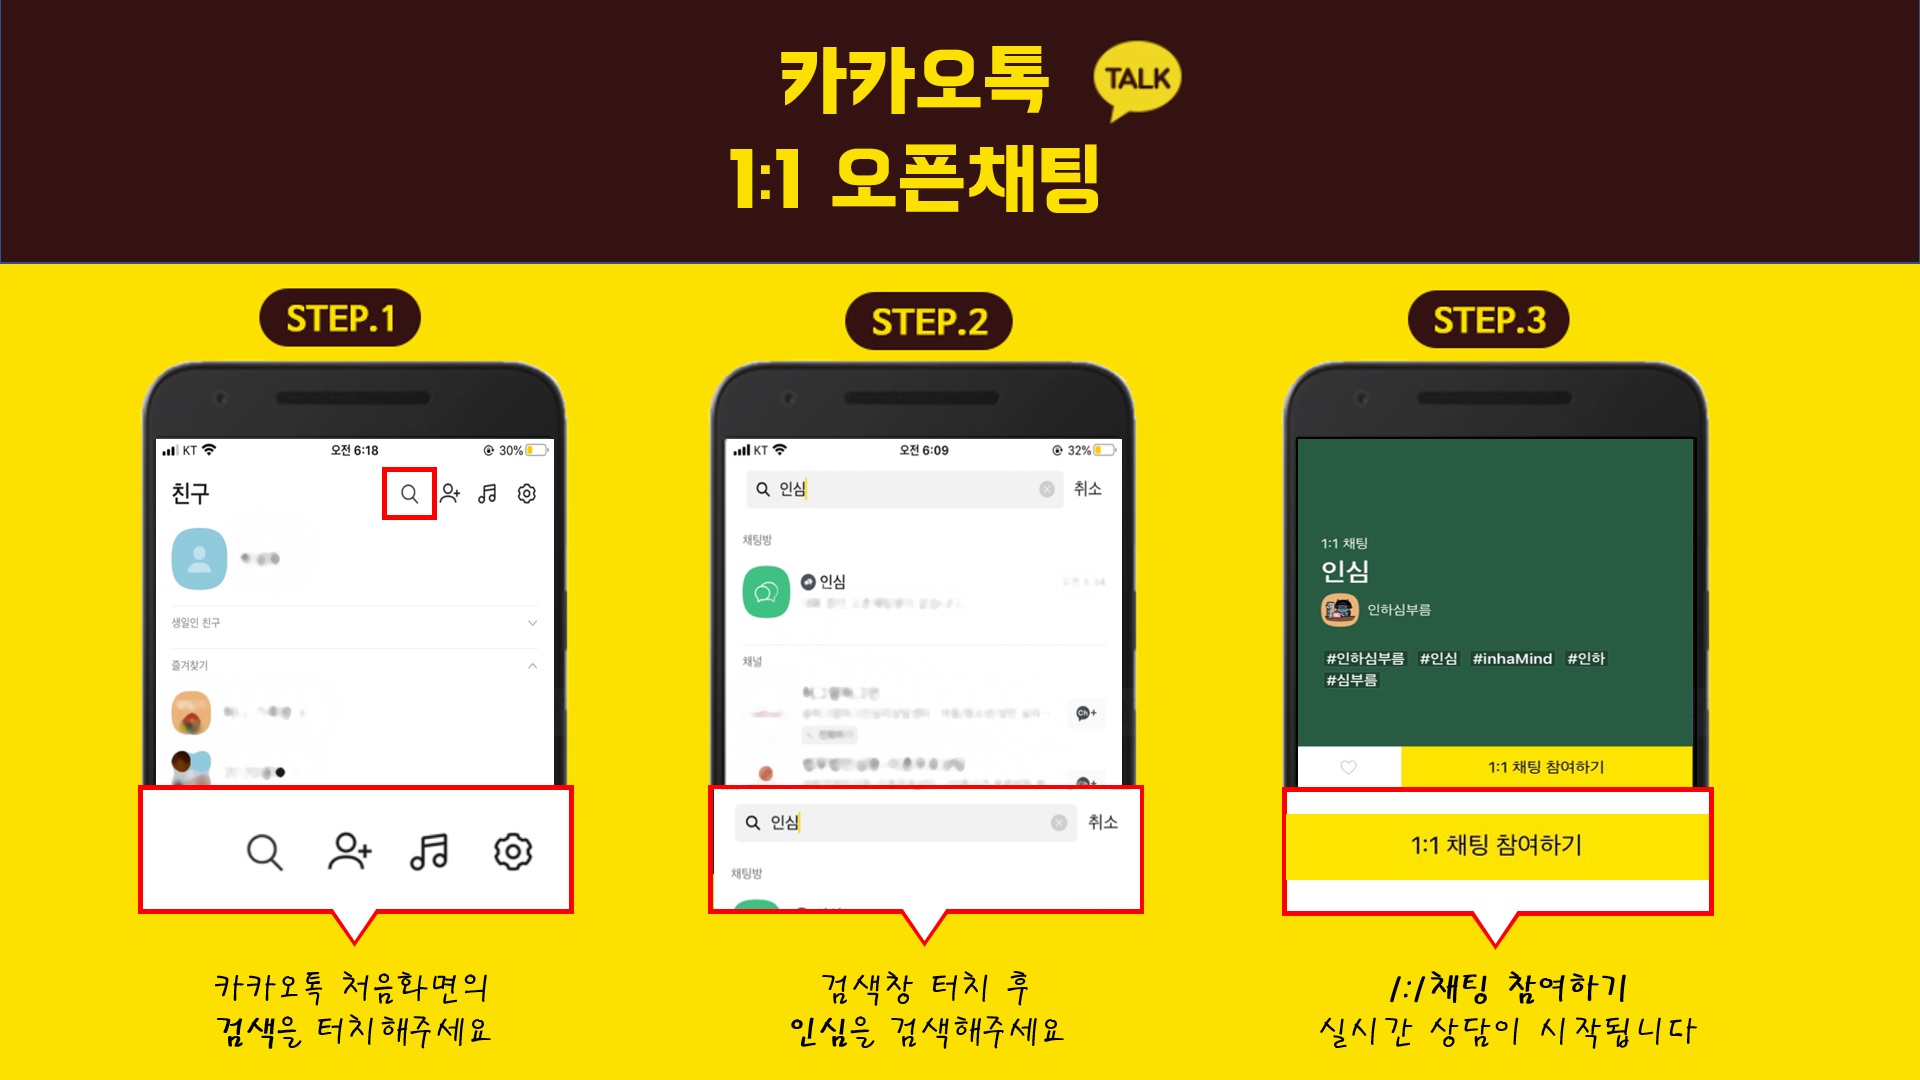 카카오톡 TALK
1:1 오픈채팅
STEP.1
KT 오전 6:18 30%
친구
생일인 친구
즐겨찾기
카카오톡 처음화면의
검색을 터치해주세요
STEP.2
KT 오전 6:09 32%
인심 취소
채팅방
인심
채널
Ch+
Ch+
인심 취소
채팅방
검색창 터치 후
인심을 검색해주세요
STEP.3
1:1 채팅
인심
인하심부름
#인하심부름 #인심 #inhaMind #인하
#심부름
1:1 채팅 참여하기
1:1 채팅 참여하기
1:1채팅 참여하기
실시간 상담이 시작됩니다